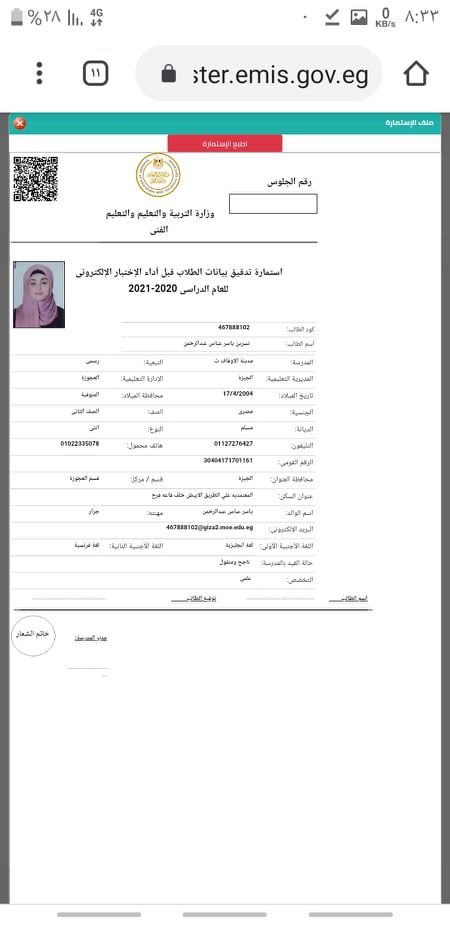 %٢٨ 4G 0 KB/s ٨:٣٣
١١ ster.emis.gov.eg
ملف الإستمارة
اطبع الإستمارة
رقم الجلوس
وزارة التربية والتعليم والتعليم
الفنى
استمارة تدقيق بيانات الطلاب قبل أداء الإختبار الإلكترونى
للعام الدراسى 2020-2021
كود الطالب: 467888102
اسم الطالب: نسرين ياسر عباس عبدالرحمن
المدرسة: مدينة الاوقاف ث التبعية: رسمى
المديرية التعليمية: الجيزة الإدارة التعليمية: العجوزة
تاريخ الميلاد: 17/4/2004 محافظة الميلاد: المنوفية
الجنسية: مصرى الصف: الصف الثانى
الديانة: مسلم النوع: انثى
التليفون: 01127276427 هاتف محمول: 01022335078
الرقم القومى: 30404171701161
محافظة العنوان: الجيزة قسم / مركز: قسم العجوزة
عنوان السكن: المعتمديه علي الطريق الابيض خلف قاعه فرح
اسم الوالد: ياسر عباس عبدالرحمن مهنته: جزار
البريد الإلكترونى: 467888102@giza2.moe.edu.eg
اللغة الأجنبية الأولى: لغة انجليزية اللغة الأجنبية الثانية: لغة فرنسية
حالة القيد بالمدرسة: ناجح ومنقول
التخصص: علمي
اسم الطالب توقيع الطالب
خاتم الشعار مدير المدرسة: